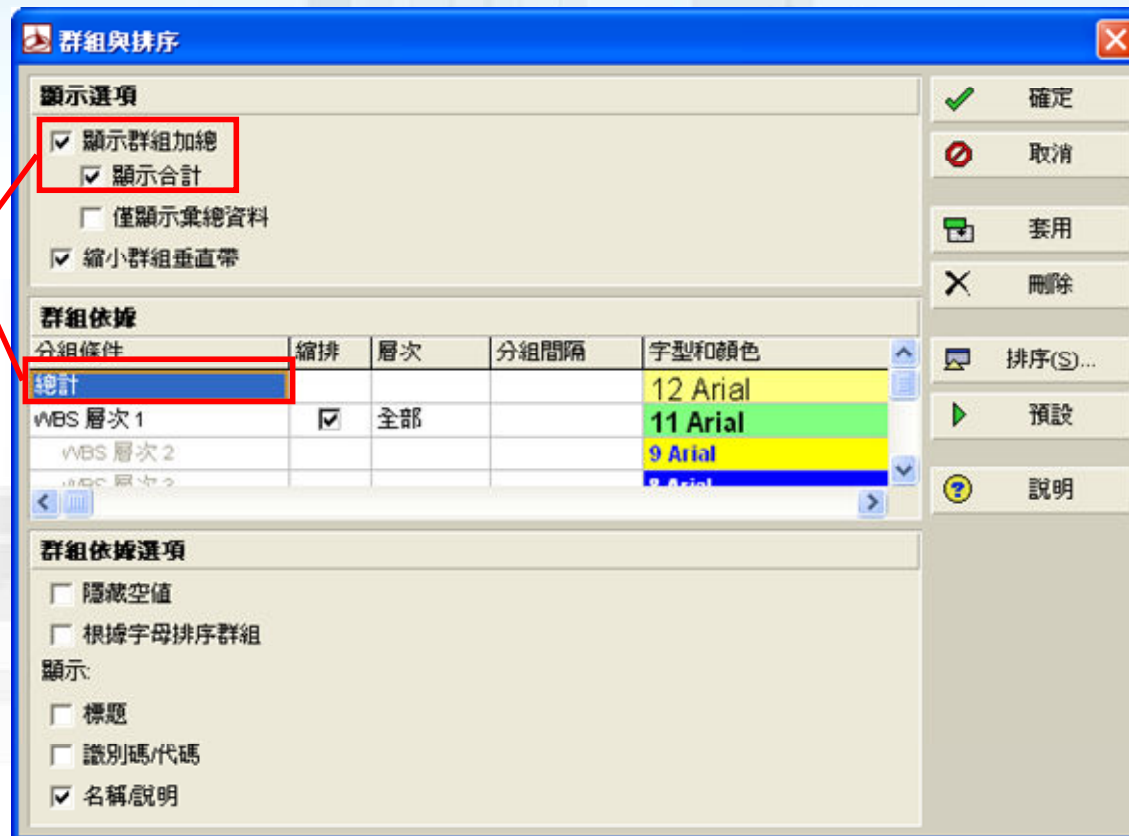 群組與排序
顯示選項
顯示群組加總
顯示合計
僅顯示彙總資料
縮小群組垂直帶
群組依據
分組條件 縮排 層次 分組間隔 字型和顏色
總計 12 Arial
WBS 層次 1 全部 11 Arial
WBS 層次 2 9 Arial
WBS 層次 3 8 Arial
群組依據選項
隱藏空值
根據字母排序群組
顯示:
標題
識別碼/代碼
名稱/說明
確定
取消
套用
刪除
排序(S)...
預設
說明